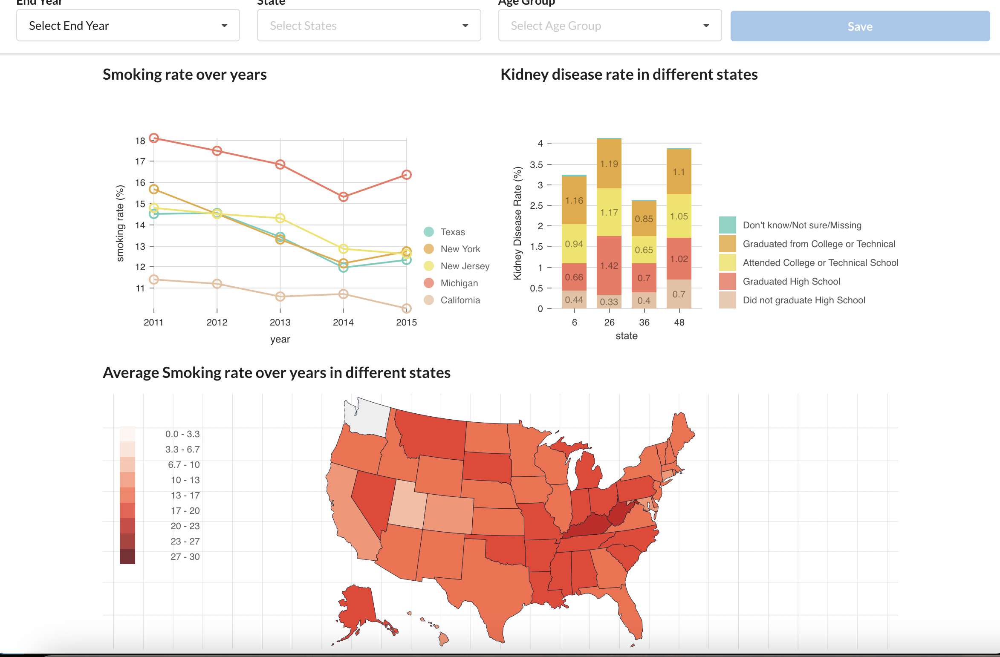 End Year
State
Age Group
Select End Year
Select States
Select Age Group
Save
Smoking rate over years
smoking rate (%)
18
17
16
15
14
13
12
11
2011
2012
2013
2014
2015
year
Texas
New York
New Jersey
Michigan
California
Kidney disease rate in different states
Kidney Disease Rate (%)
4
3.5
3
2.5
2
1.5
1
0.5
0
1.16
0.94
0.66
0.44
1.19
1.17
1.42
0.33
0.85
0.65
0.7
0.4
1.1
1.05
1.02
0.7
6
26
36
48
state
Don't know/Not sure/Missing
Graduated from College or Technical
Attended College or Technical School
Graduated High School
Did not graduate High School
Average Smoking rate over years in different states
0.0 - 3.3
3.3 - 6.7
6.7 - 10
10 - 13
13 - 17
17 - 20
20 - 23
23 - 27
27 - 30